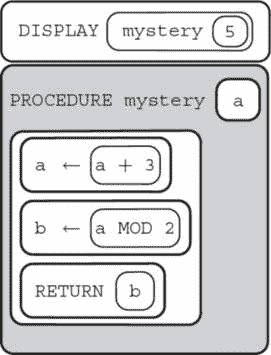 DISPLAY mystery 5
PROCEDURE mystery a
a ← a + 3
b ← a MOD 2
RETURN b